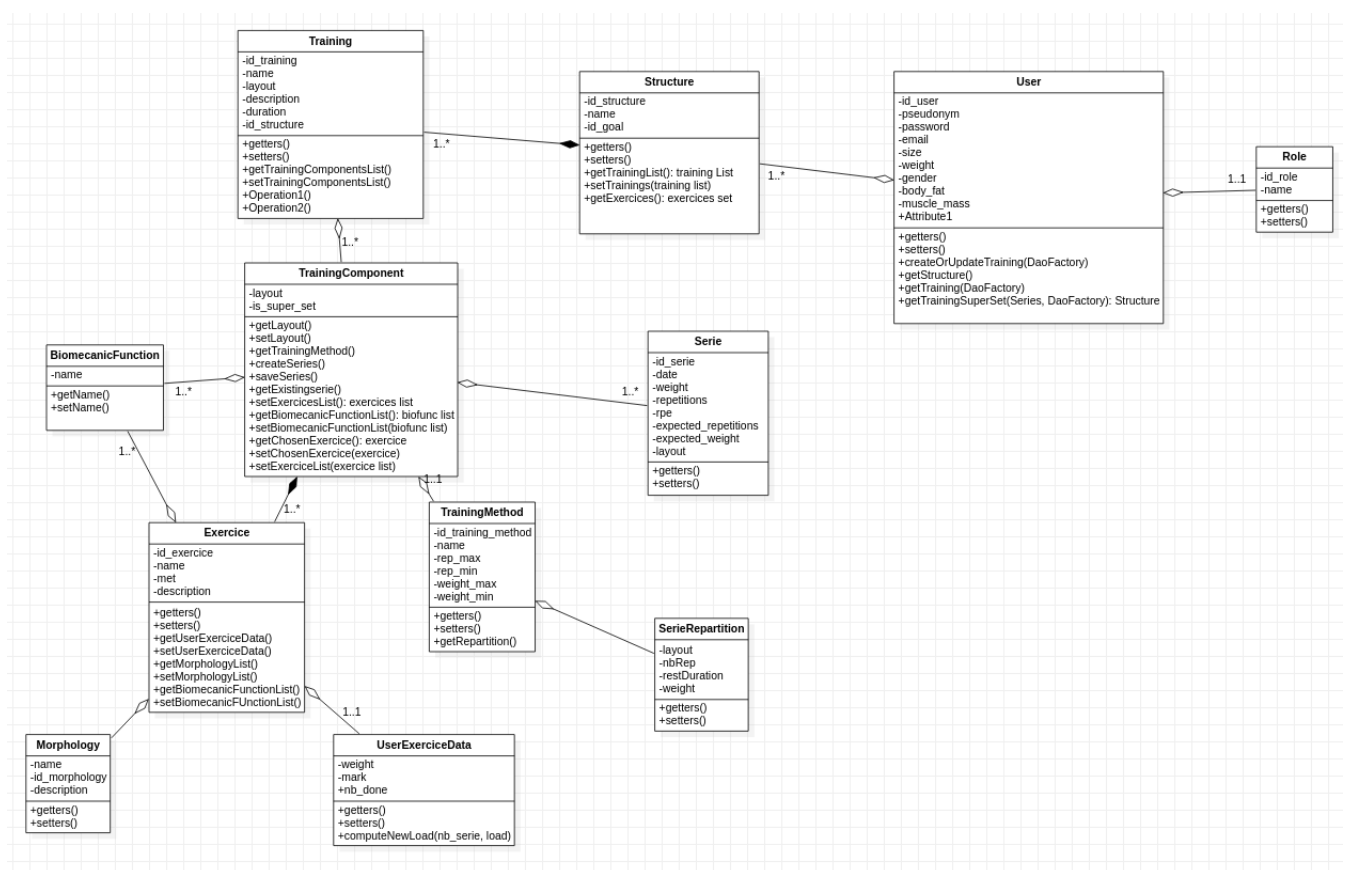 Training
-id_training
-name
-layout
-description
-duration
-id_structure
+getters()
+setters()
+getTrainingComponentsList()
+setTrainingComponentsList()
+Operation1()
+Operation2()
1..*
1..*
Structure
-id_structure
-name
-id_goal
+getters()
+setters()
+getTrainingList(): training List
+setTrainings(training list)
+getExercices(): exercices set
1..*
User
-id_user
-pseudonym
-password
-email
-size
-weight
-gender
-body_fat
-muscle_mass
+Attribute1
+getters()
+setters()
+createOrUpdateTraining(DaoFactory)
+getStructure()
+getTraining(DaoFactory)
+getTrainingSuperSet(Series, DaoFactory): Structure
1..1
Role
-id_role
-name
+getters()
+setters()
TrainingComponent
-layout
-is_super_set
+getLayout()
+setLayout()
+getTrainingMethod()
+createSeries()
+saveSeries()
+getExistingserie()
+setExercicesList(): exercices list
+getBiomecanicFunctionList(): biofunc list
+setBiomecanicFunctionList(biofunc list)
+getChosenExercice(): exercice
+setChosenExercice(exercice)
+setExerciceList(exercice list)
BiomecanicFunction
-name
+getName()
+setName()
1..*
1..*
1..*
1..1
1..*
Serie
-id_serie
-date
-weight
-repetitions
-rpe
-expected_repetitions
-expected_weight
-layout
+getters()
+setters()
Exercice
-id_exercice
-name
-met
-description
+getters()
+setters()
+getUserExerciceData()
+setUserExerciceData()
+getMorphologyList()
+setMorphologyList()
+getBiomecanicFunctionList()
+setBiomecanicFUnctionList()
TrainingMethod
-id_training_method
-name
-rep_max
-rep_min
-weight_max
-weight_min
+getters()
+setters()
+getRepartition()
SerieRepartition
-layout
-nbRep
-restDuration
-weight
+getters()
+setters()
1..1
Morphology
-name
-id_morphology
-description
+getters()
+setters()
UserExerciceData
-weight
-mark
+nb_done
+getters()
+setters()
+computeNewLoad(nb_serie, load)